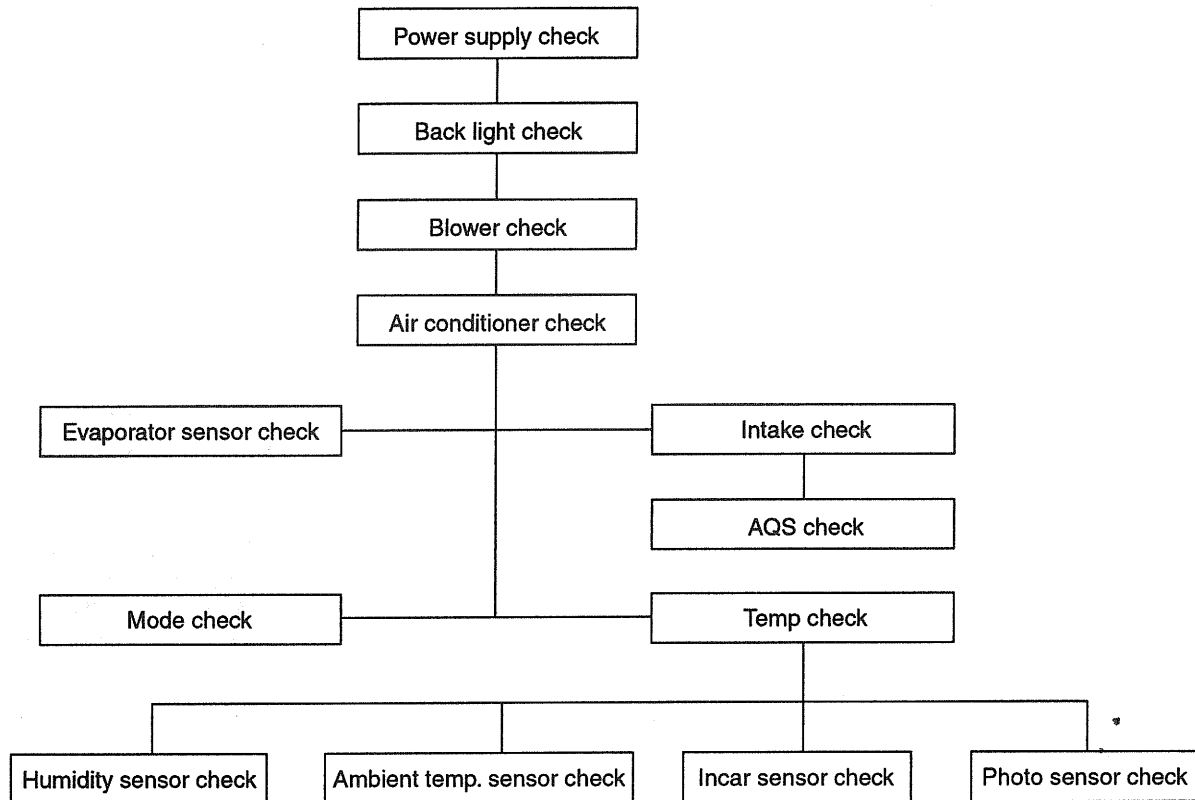 Power supply check
Back light check
Blower check
Air conditioner check
Evaporator sensor check
Intake check
AQS check
Mode check
Temp check
Humidity sensor check
Ambient temp. sensor check
Incar sensor check
Photo sensor check